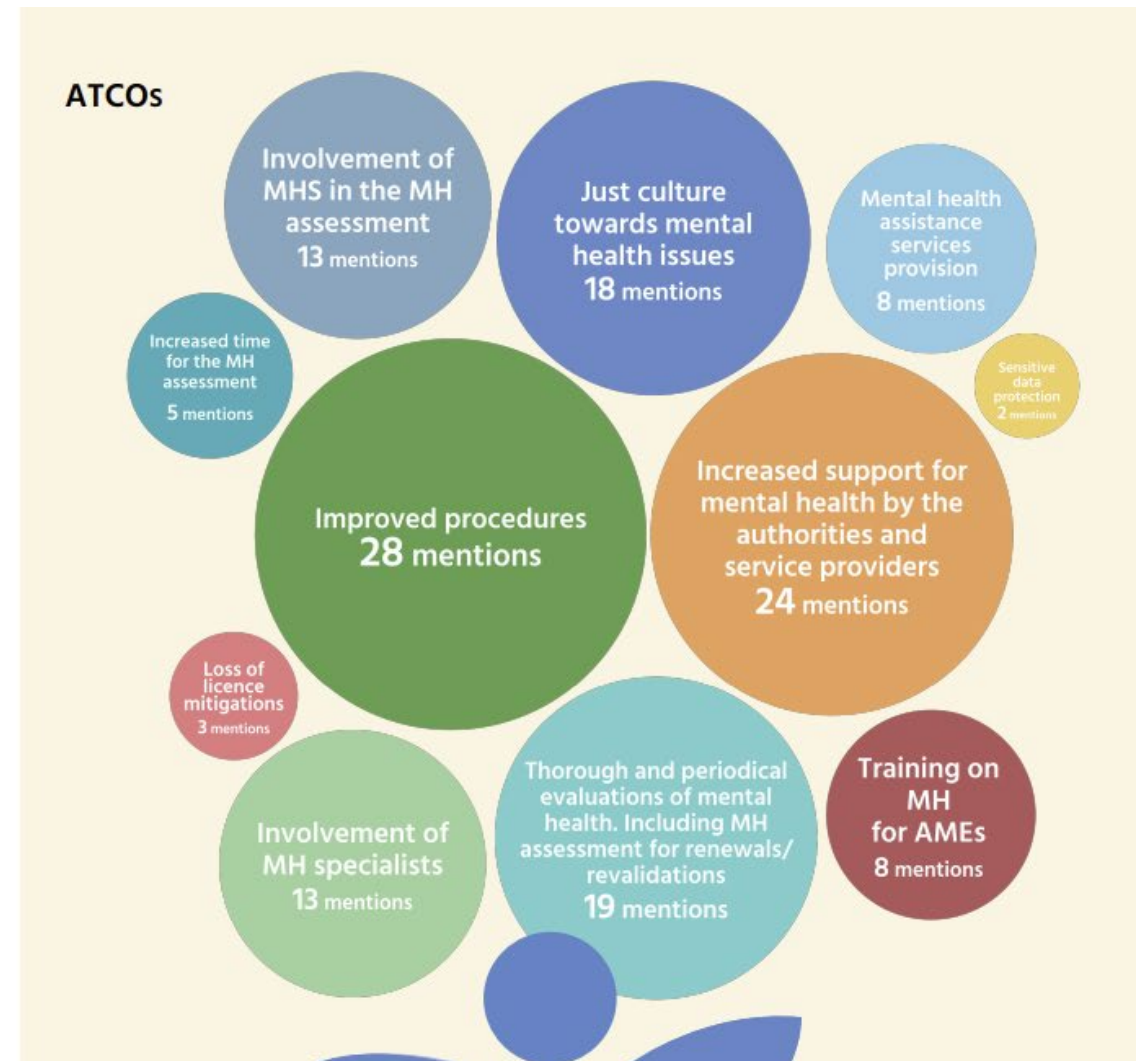 ATCOs
Involvement of
MHS in the MH
assessment
13 mentions
Just culture
towards mental
health issues
18 mentions
Mental health
assistance
services
provision
8 mentions
Increased time
for the MH
assessment
5 mentions
Sensitive
data
protection
2 mentions
Improved procedures
28 mentions
Increased support for
mental health by the
authorities and
service providers
24 mentions
Loss of
licence
mitigations
3 mentions
Involvement of
MH specialists
13 mentions
Thorough and periodical
evaluations of mental
health. Including MH
assessment for renewals/
revalidations
19 mentions
Training on
MH
for AMEs
8 mentions